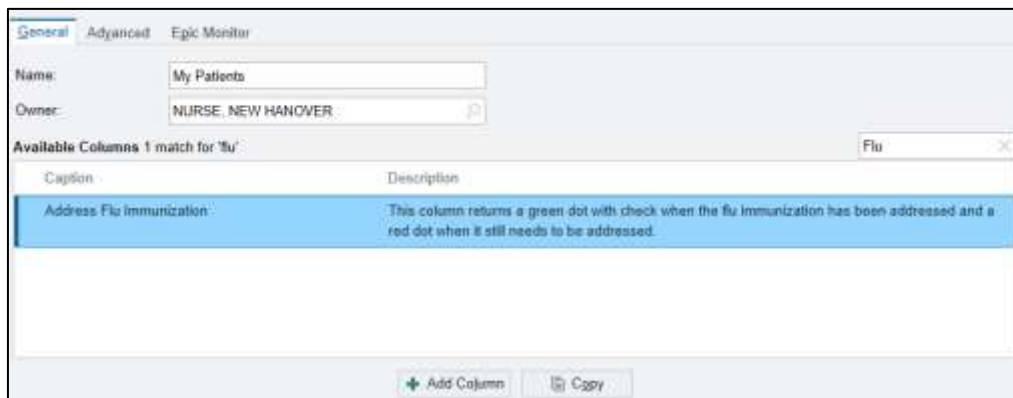 General Advanced Epic Monitor
Name: My Patients
Owner: NURSE, NEW HANOVER
Available Columns 1 match for 'flu' Flu
Caption Description
Address Flu Immunization This column returns a green dot with check when the flu immunization has been addressed and a
red dot when it still needs to be addressed.
Add Column Copy